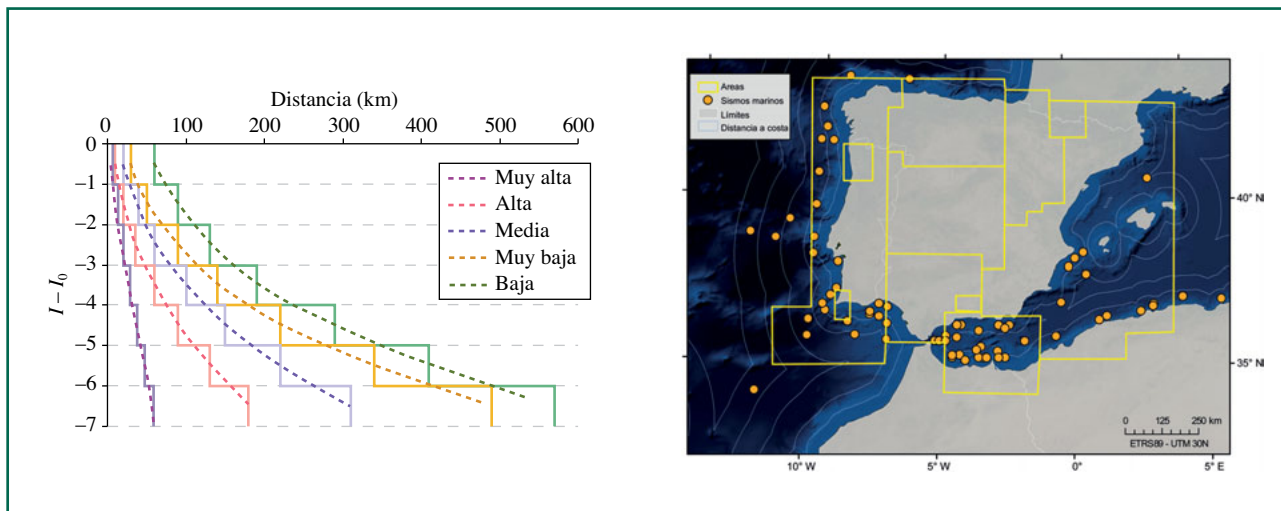 Distancia (km)
0 100 200 300 400 500 600
0
−1
−2
−3
−4
−5
−6
−7
I – I0
Muy alta
Alta
Media
Muy baja
Baja
Areas
Sismos marinos
Límites
Distancia a costa
40° N
35° N
0 125 250 km
ETRS89 - UTM 30N
10° W
5° W
0°
5° E